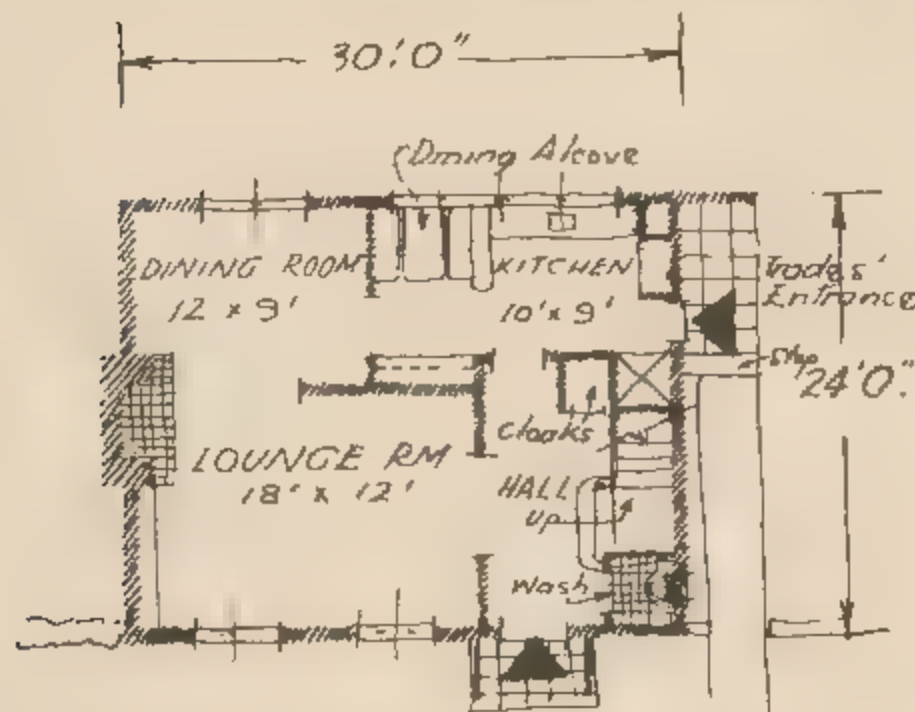 30'.0"
Dining Alcove
DINING ROOM
12 x 9'
KITCHEN
10' x 9'
Trades'
Entrance
Step
24'0".
Cloaks
LOUNGE RM
18' x 12'
HALL
up
Wash